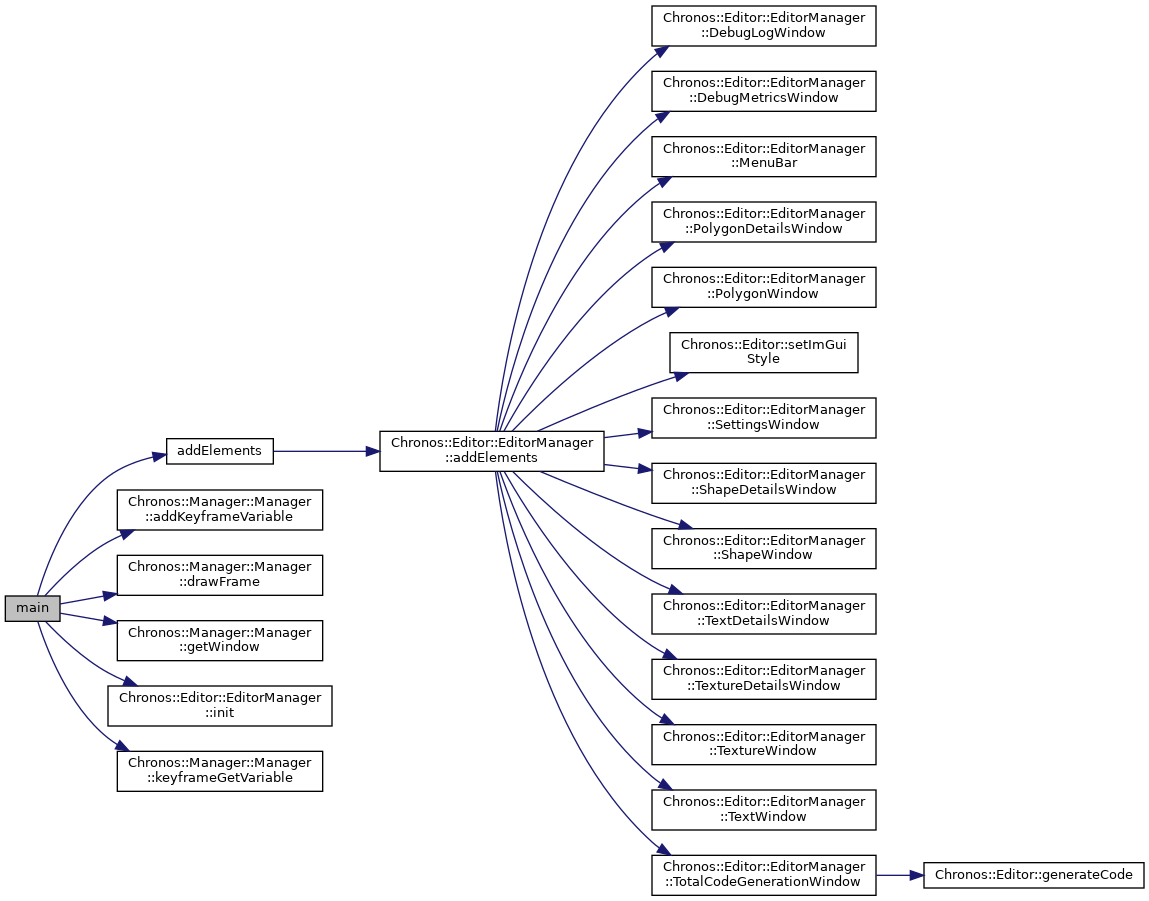 main
addElements
Chronos::Manager::Manager
::addKeyframeVariable
Chronos::Manager::Manager
::drawFrame
Chronos::Manager::Manager
::getWindow
Chronos::Editor::EditorManager
::init
Chronos::Manager::Manager
::keyframeGetVariable
Chronos::Editor::EditorManager
::addElements
Chronos::Editor::EditorManager
::DebugLogWindow
Chronos::Editor::EditorManager
::DebugMetricsWindow
Chronos::Editor::EditorManager
::MenuBar
Chronos::Editor::EditorManager
::PolygonDetailsWindow
Chronos::Editor::EditorManager
::PolygonWindow
Chronos::Editor::setImGui
Style
Chronos::Editor::EditorManager
::SettingsWindow
Chronos::Editor::EditorManager
::ShapeDetailsWindow
Chronos::Editor::EditorManager
::ShapeWindow
Chronos::Editor::EditorManager
::TextDetailsWindow
Chronos::Editor::EditorManager
::TextureDetailsWindow
Chronos::Editor::EditorManager
::TextureWindow
Chronos::Editor::EditorManager
::TextWindow
Chronos::Editor::EditorManager
::TotalCodeGenerationWindow
Chronos::Editor::generateCode